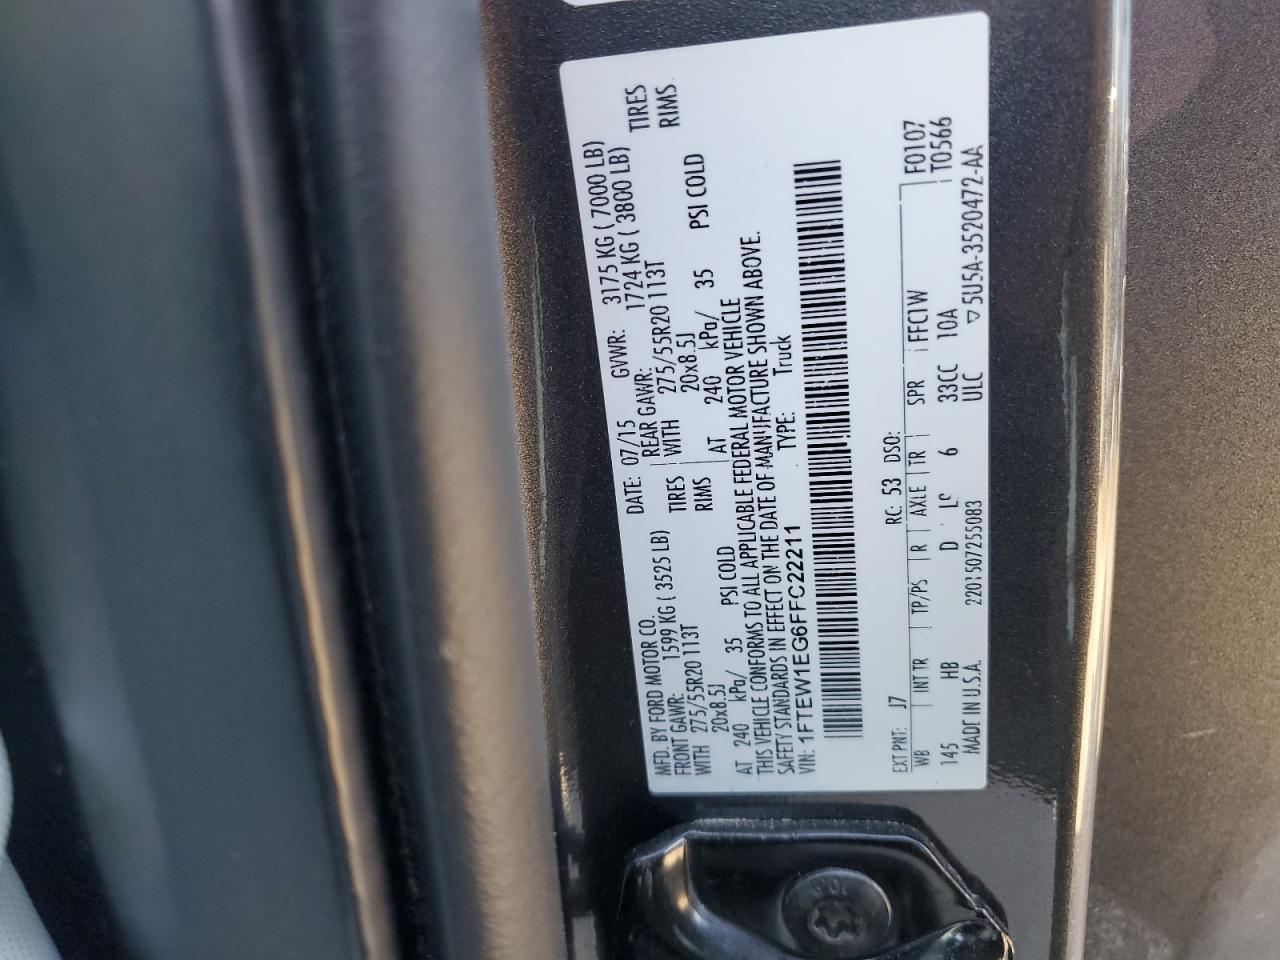 MFD. BY FORD MOTOR CO. DATE: 07/15 GVWR: 3175 KG ( 7000 LB)
FRONT GAWR: 1599 KG ( 3525 LB) REAR GAWR: 1724 KG ( 3800 LB)
WITH 275/55R20 113T TIRES WITH 275/55R20 113T TIRES
20x8.5J RIMS 20x8.5J RIMS
AT 240 kPa/ 35 PSI COLD AT 240 kPa/ 35 PSI COLD
THIS VEHICLE CONFORMS TO ALL APPLICABLE FEDERAL MOTOR VEHICLE
SAFETY STANDARDS IN EFFECT ON THE DATE OF MANUFACTURE SHOWN ABOVE.
VIN: 1FTEW1EG6FFC22211 TYPE: Truck
EXT PNT: J7 RC: 53 DSO: F0107
WB INT TR TP/PS R AXLE TR SPR FFC1W T0566
145 HB D 6 33CC 10A
MADE IN U.S.A. 2201507255083 ULC ▽5U5A-3520472-AA